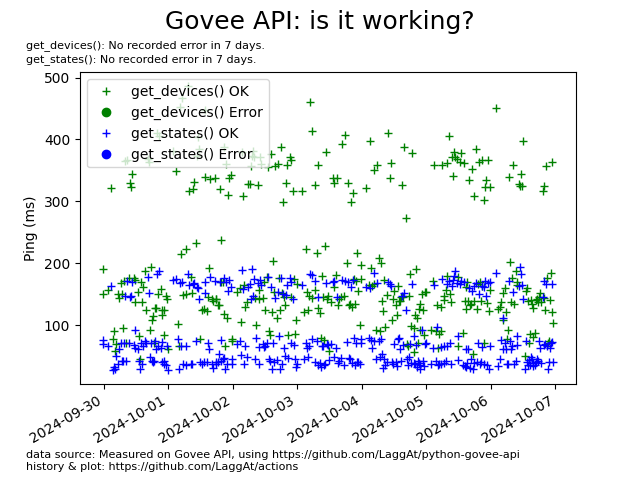 Govee API: is it working?
get_devices(): No recorded error in 7 days.
get_states(): No recorded error in 7 days.
500
400
300
200
100
Ping (ms)
get_devices() OK
get_devices() Error
get_states() OK
get_states() Error
2024-09-30
2024-10-01
2024-10-02
2024-10-03
2024-10-04
2024-10-05
2024-10-06
2024-10-07
data source: Measured on Govee API, using https://github.com/LaggAt/python-govee-api
history & plot: https://github.com/LaggAt/actions